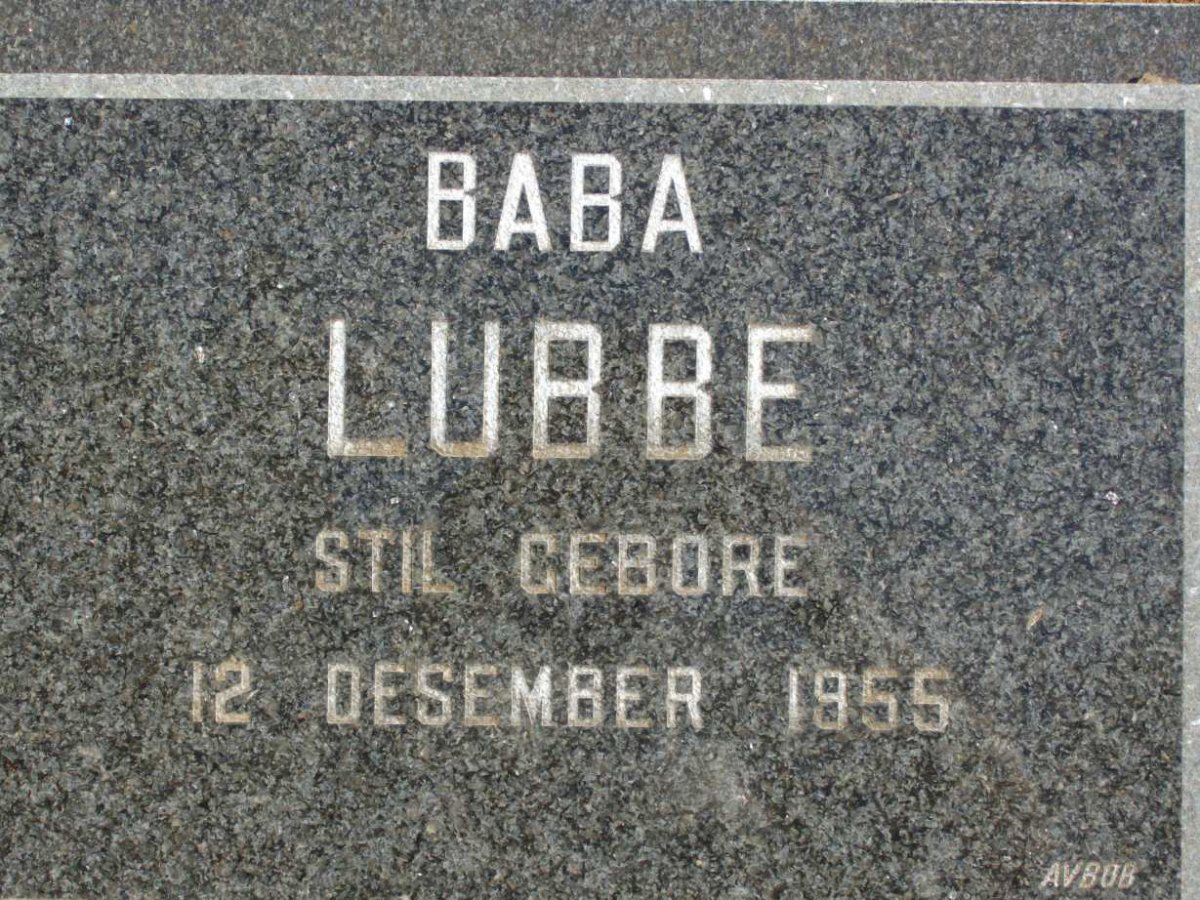 BABA
LUBBE
STIL GEBORE
12 DESEMBER 1955
AVBOB